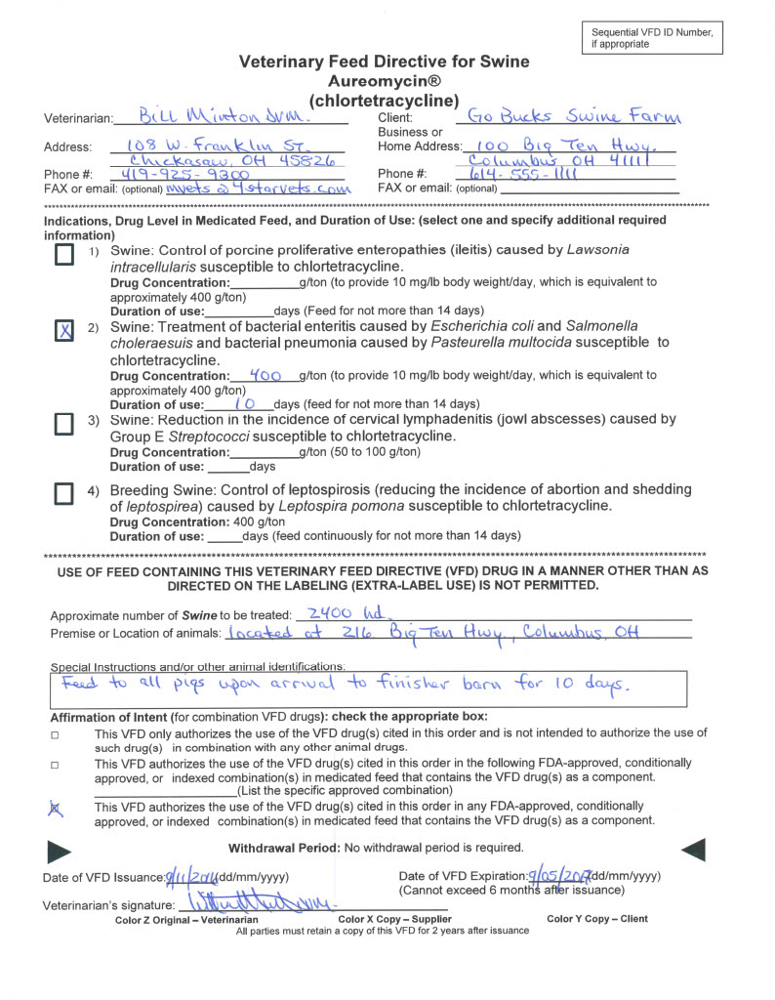 Sequential VFD ID Number,
if appropriate
Veterinary Feed Directive for Swine
Aureomycin®
(chlortetracycline)
Veterinarian: Bill Minton DVM. Client: Go Bucks Swine Farm
Business or
Address: 108 W. Franklin ST. Home Address: 100 Big Ten Hwy.
Chickasaw, OH 45826 Columbus OH 41111
Phone #: 419-925-9300 Phone #: 614-555-1111
FAX or email: (optional) mvets@4starvets.com FAX or email: (optional)
Indications, Drug Level in Medicated Feed, and Duration of Use: (select one and specify additional required
information)
1) Swine: Control of porcine proliferative enteropathies (ileitis) caused by Lawsonia
intracellularis susceptible to chlortetracycline.
Drug Concentration:__________g/ton (to provide 10 mg/lb body weight/day, which is equivalent to
approximately 400 g/ton)
Duration of use:__________days (Feed for not more than 14 days)
X 2) Swine: Treatment of bacterial enteritis caused by Escherichia coli and Salmonella
choleraesuis and bacterial pneumonia caused by Pasteurella multocida susceptible to
chlortetracycline.
Drug Concentration: 400 g/ton (to provide 10 mg/lb body weight/day, which is equivalent to
approximately 400 g/ton)
Duration of use: 10 days (feed for not more than 14 days)
3) Swine: Reduction in the incidence of cervical lymphadenitis (jowl abscesses) caused by
Group E Streptococci susceptible to chlortetracycline.
Drug Concentration:__________g/ton (50 to 100 g/ton)
Duration of use: ______days
4) Breeding Swine: Control of leptospirosis (reducing the incidence of abortion and shedding
of leptospirea) caused by Leptospira pomona susceptible to chlortetracycline.
Drug Concentration: 400 g/ton
Duration of use: _____days (feed continuously for not more than 14 days)
USE OF FEED CONTAINING THIS VETERINARY FEED DIRECTIVE (VFD) DRUG IN A MANNER OTHER THAN AS
DIRECTED ON THE LABELING (EXTRA-LABEL USE) IS NOT PERMITTED.
Approximate number of Swine to be treated: 2400 hd.
Premise or Location of animals: located at 216 Big Ten Hwy, Columbus, OH
Special Instructions and/or other animal identifications:
Feed to all pigs upon arrival to finisher barn for 10 days.
Affirmation of Intent (for combination VFD drugs): check the appropriate box:
This VFD only authorizes the use of the VFD drug(s) cited in this order and is not intended to authorize the use of
such drug(s) in combination with any other animal drugs.
This VFD authorizes the use of the VFD drug(s) cited in this order in the following FDA-approved, conditionally
approved, or indexed combination(s) in medicated feed that contains the VFD drug(s) as a component.
______________________(List the specific approved combination)
X This VFD authorizes the use of the VFD drug(s) cited in this order in any FDA-approved, conditionally
approved, or indexed combination(s) in medicated feed that contains the VFD drug(s) as a component.
Withdrawal Period: No withdrawal period is required.
Date of VFD Issuance: 9/11/2016 (dd/mm/yyyy) Date of VFD Expiration: 9/05/2017 (dd/mm/yyyy)
(Cannot exceed 6 months after issuance)
Veterinarian's signature: DVM.
Color Z Original – Veterinarian Color X Copy – Supplier Color Y Copy – Client
All parties must retain a copy of this VFD for 2 years after issuance